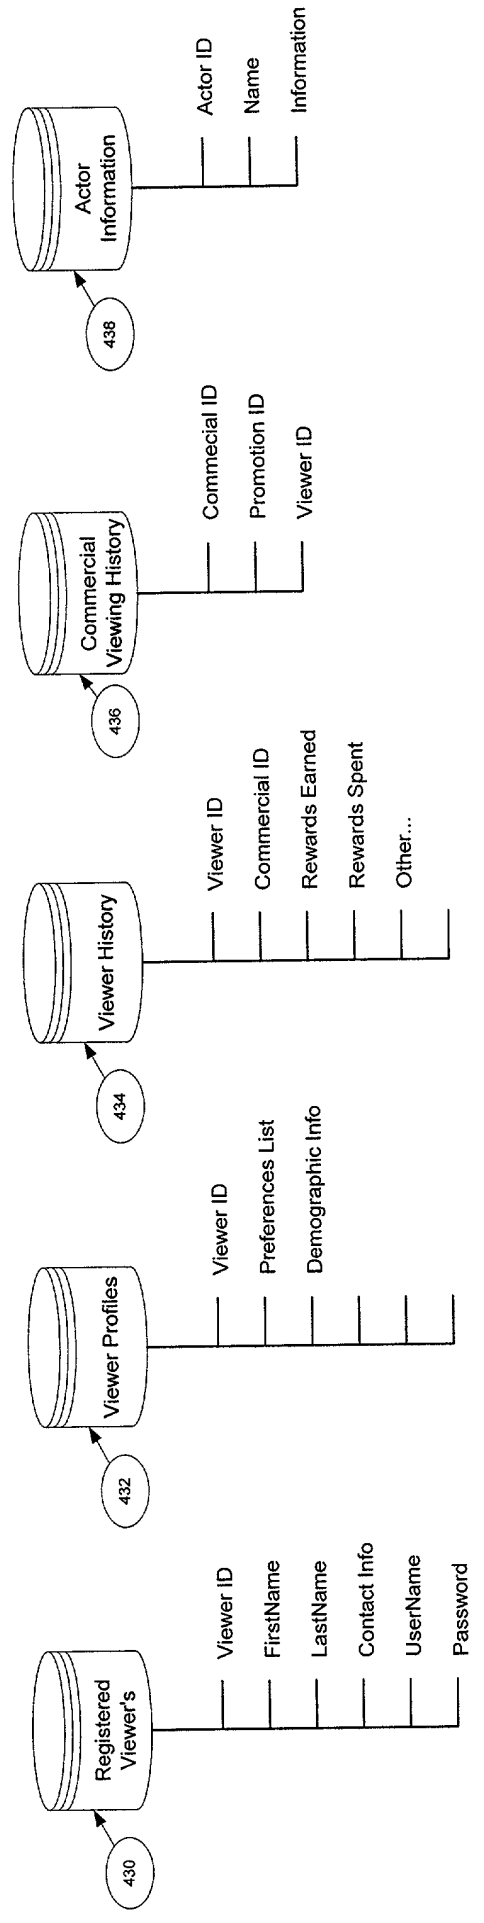 Registered
Viewer's
430
Viewer ID
FirstName
LastName
Contact Info
UserName
Password
Viewer Profiles
432
Viewer ID
Preferences List
Demographic Info
Viewer History
434
Viewer ID
Commercial ID
Rewards Earned
Rewards Spent
Other...
Commercial
Viewing History
436
Commecial ID
Promotion ID
Viewer ID
Actor
Information
438
Actor ID
Name
Information